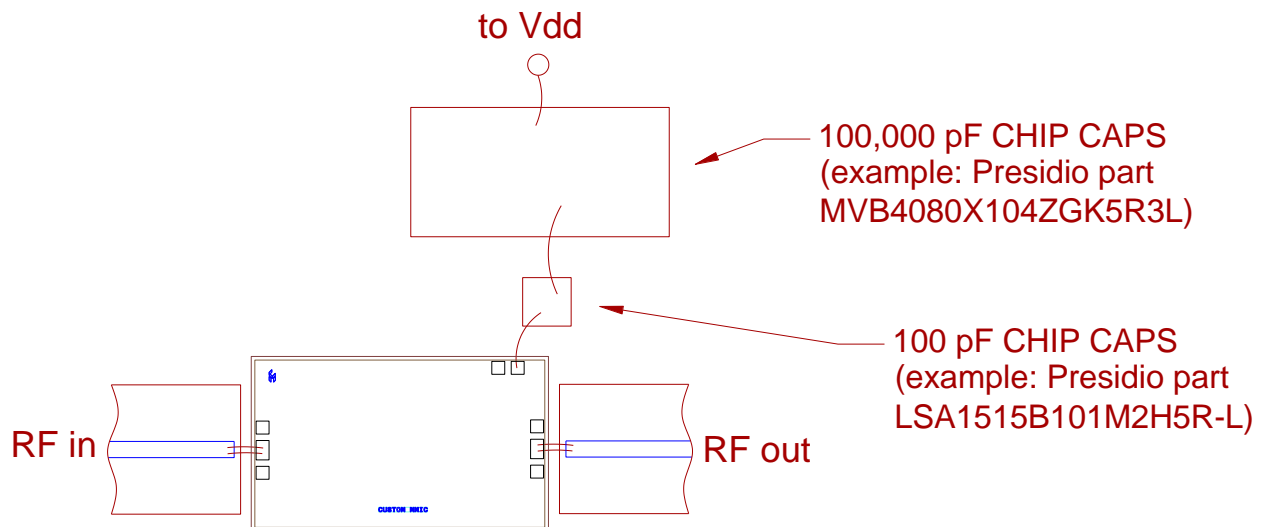 to Vdd
100,000 pF CHIP CAPS
(example: Presidio part
MVB4080X104ZGK5R3L)
100 pF CHIP CAPS
(example: Presidio part
LSA1515B101M2H5R-L)
RF in
RF out
CUSTOM MMIC